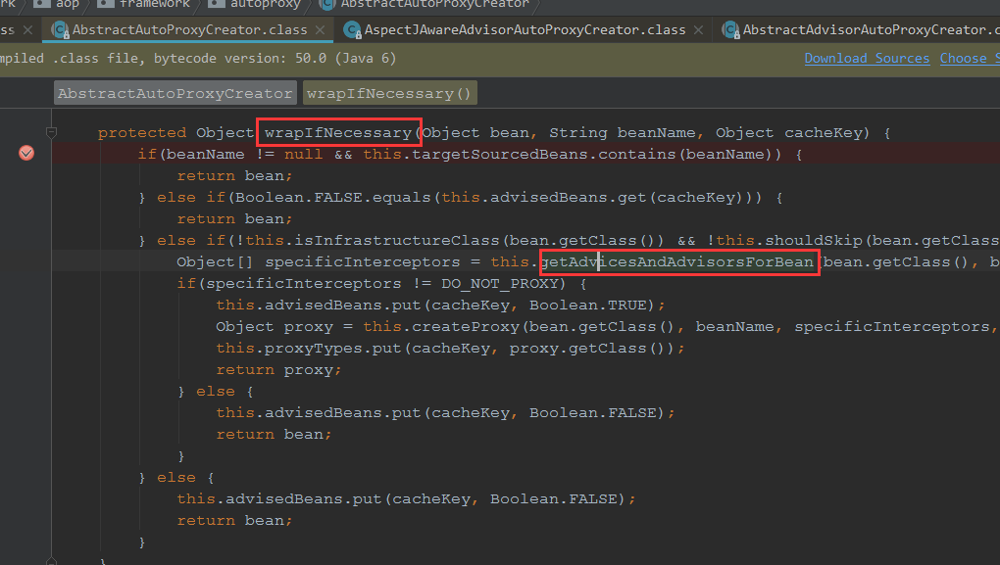 rk aop framework autoproxy AbstractAutoProxyCreator
ss AbstractAutoProxyCreator.class AspectJAwareAdvisorAutoProxyCreator.class AbstractAdvisorAutoProxyCreator.c
mpiled .class file, bytecode version: 50.0 (Java 6) Download Sources Choose S
AbstractAutoProxyCreator wrapIfNecessary()
protected Object wrapIfNecessary(Object bean, String beanName, Object cacheKey) {
if(beanName != null && this.targetSourcedBeans.contains(beanName)) {
return bean;
} else if(Boolean.FALSE.equals(this.advisedBeans.get(cacheKey))) {
return bean;
} else if(!this.isInfrastructureClass(bean.getClass()) && !this.shouldSkip(bean.getClass
Object[] specificInterceptors = this.getAdvicesAndAdvisorsForBean(bean.getClass(), b
if(specificInterceptors != DO_NOT_PROXY) {
this.advisedBeans.put(cacheKey, Boolean.TRUE);
Object proxy = this.createProxy(bean.getClass(), beanName, specificInterceptors,
this.proxyTypes.put(cacheKey, proxy.getClass());
return proxy;
} else {
this.advisedBeans.put(cacheKey, Boolean.FALSE);
return bean;
}
} else {
this.advisedBeans.put(cacheKey, Boolean.FALSE);
return bean;
}
}